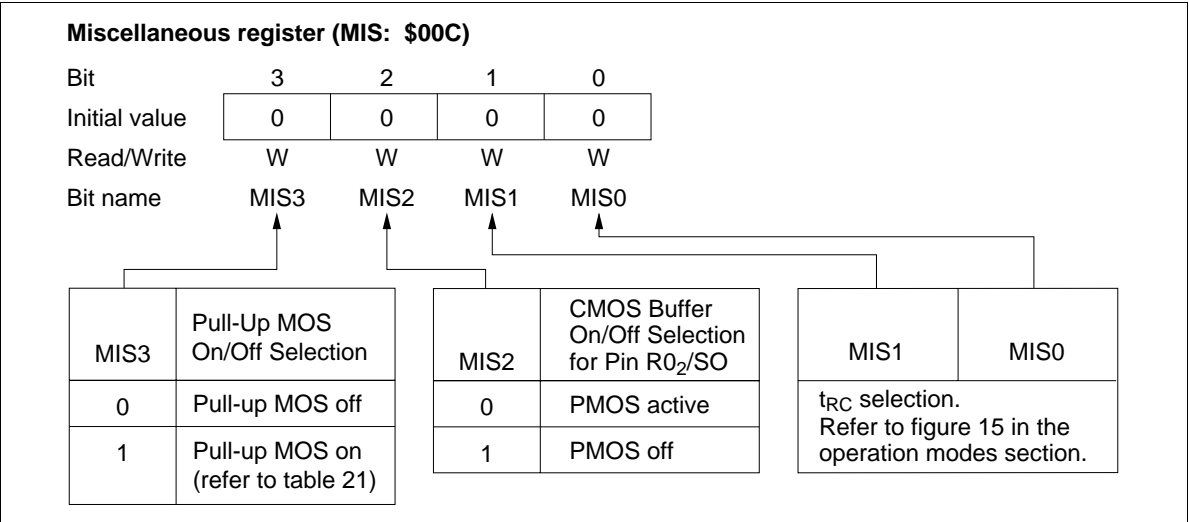 Miscellaneous register (MIS: $00C)
Bit 3 2 1 0
Initial value 0 0 0 0
Read/Write W W W W
Bit name MIS3 MIS2 MIS1 MIS0
MIS3
Pull-Up MOS
On/Off Selection
0 Pull-up MOS off
1 Pull-up MOS on
(refer to table 21)
MIS2
CMOS Buffer
On/Off Selection
for Pin R0₂/SO
0 PMOS active
1 PMOS off
MIS1 MIS0
tRC selection.
Refer to figure 15 in the
operation modes section.